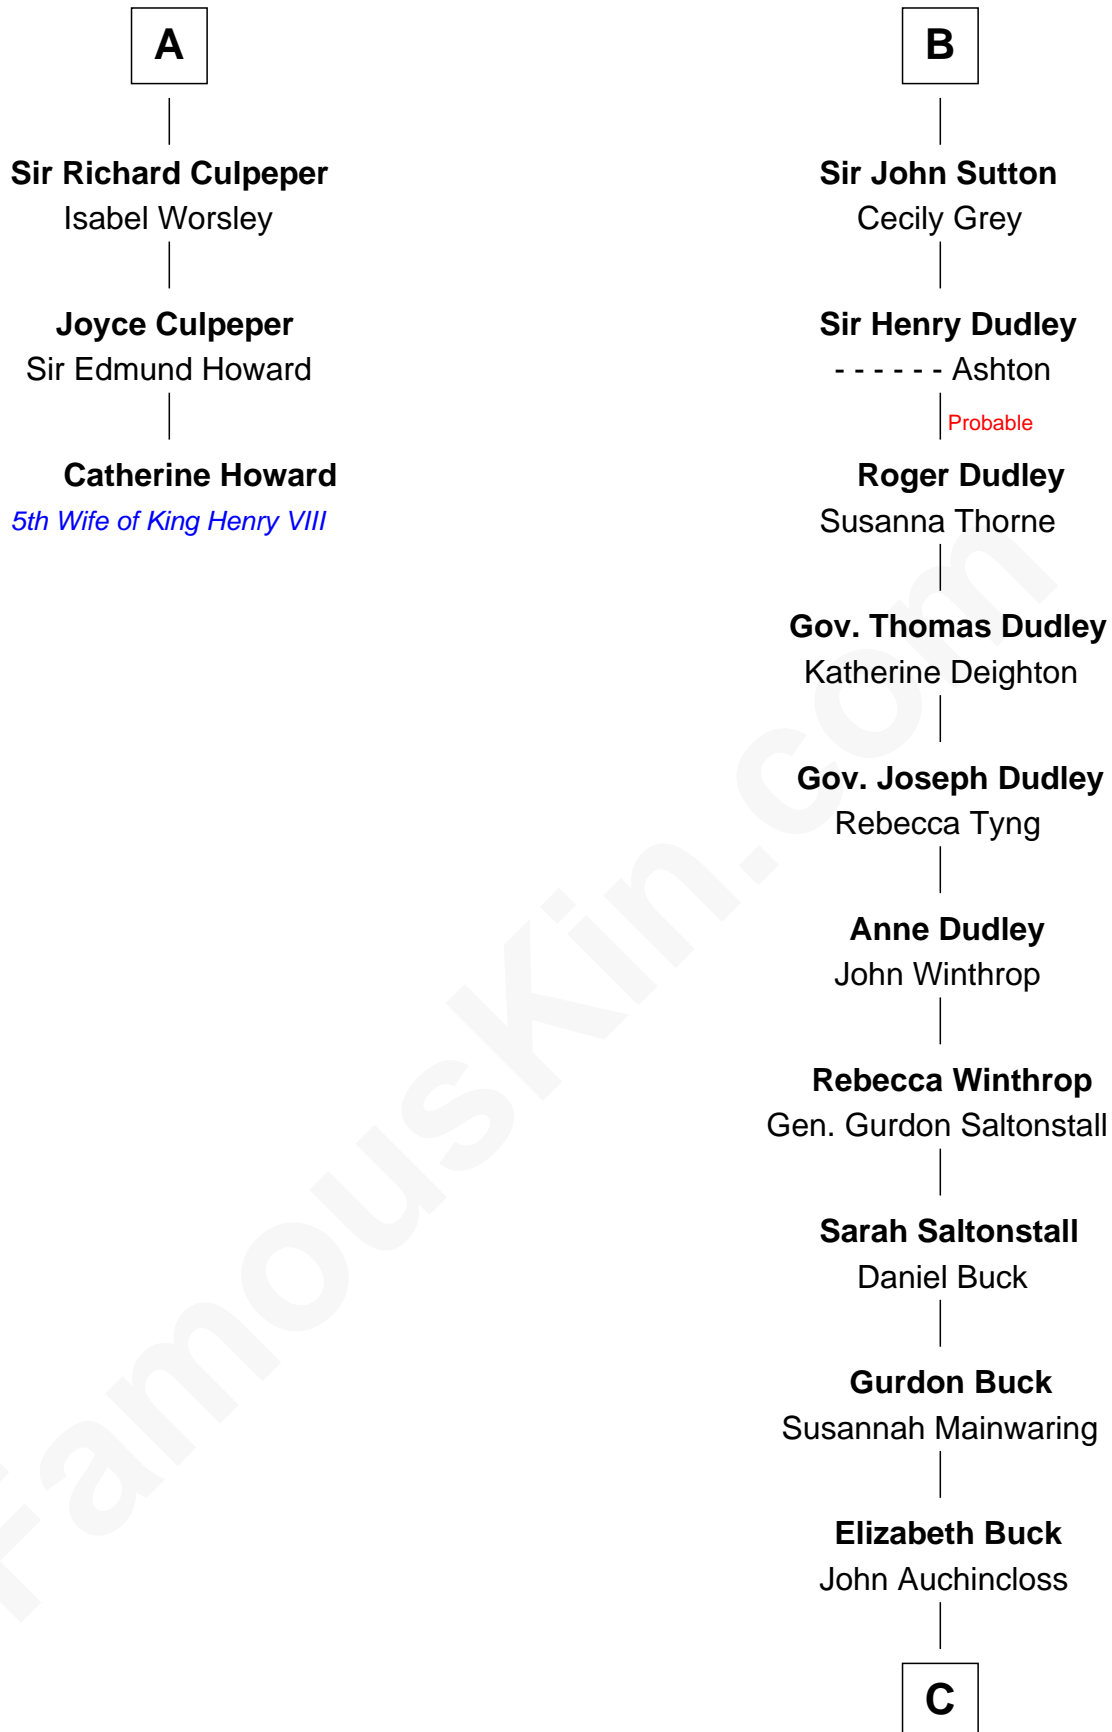 A
Sir Richard Culpeper
Isabel Worsley
Joyce Culpeper
Sir Edmund Howard
Catherine Howard
5th Wife of King Henry VIII
B
Sir John Sutton
Cecily Grey
Sir Henry Dudley
- - - - - - Ashton
Probable
Roger Dudley
Susanna Thorne
Gov. Thomas Dudley
Katherine Deighton
Gov. Joseph Dudley
Rebecca Tyng
Anne Dudley
John Winthrop
Rebecca Winthrop
Gen. Gurdon Saltonstall
Sarah Saltonstall
Daniel Buck
Gurdon Buck
Susannah Mainwaring
Elizabeth Buck
John Auchincloss
C
FamousKin.com